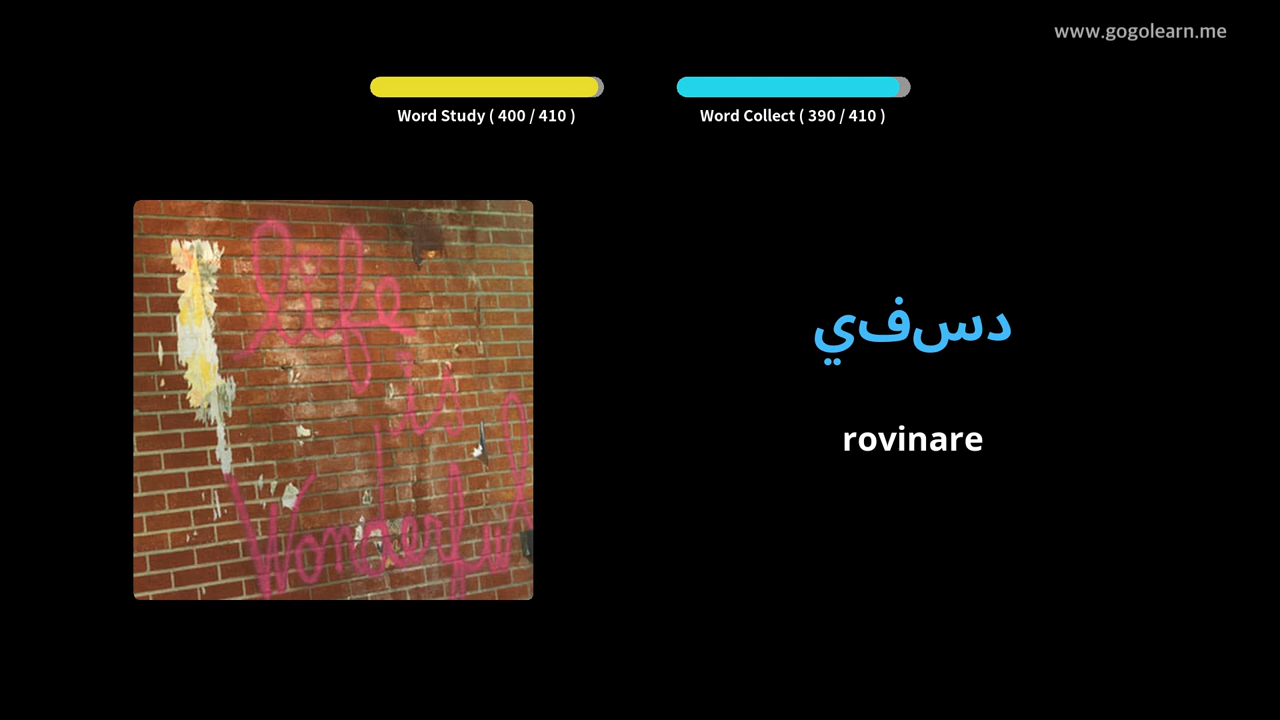 www.gogolearn.me
Word Study ( 400 / 410 )
Word Collect ( 390 / 410 )
life
is
Wonderful
دسفي
rovinare